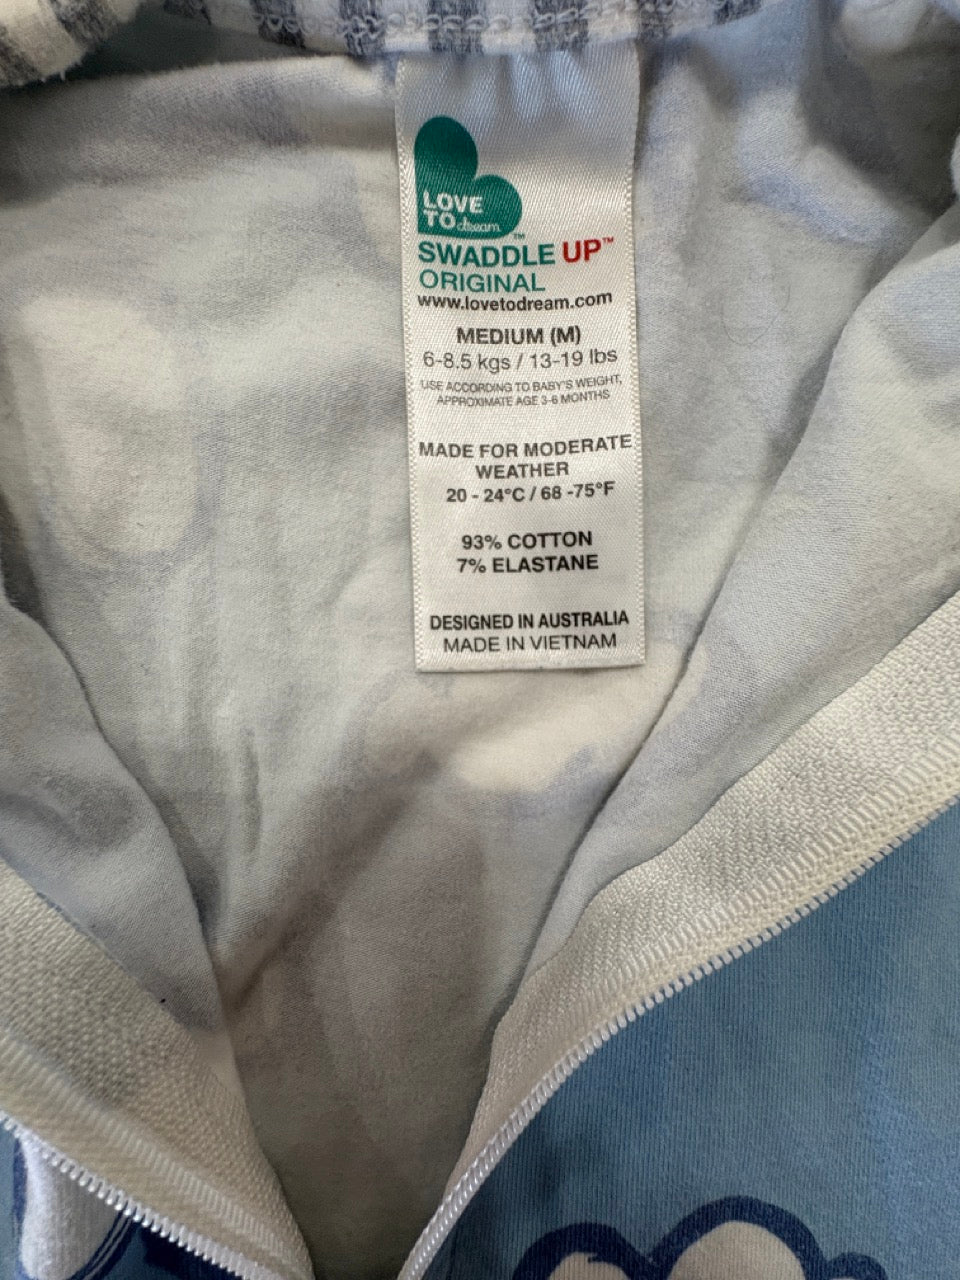 LOVE
TO dream™
SWADDLE UP™
ORIGINAL
www.lovetodream.com
MEDIUM (M)
6-8.5 kgs / 13-19 lbs
USE ACCORDING TO BABY'S WEIGHT,
APPROXIMATE AGE 3-6 MONTHS
MADE FOR MODERATE
WEATHER
20 - 24°C / 68 -75°F
93% COTTON
7% ELASTANE
DESIGNED IN AUSTRALIA
MADE IN VIETNAM